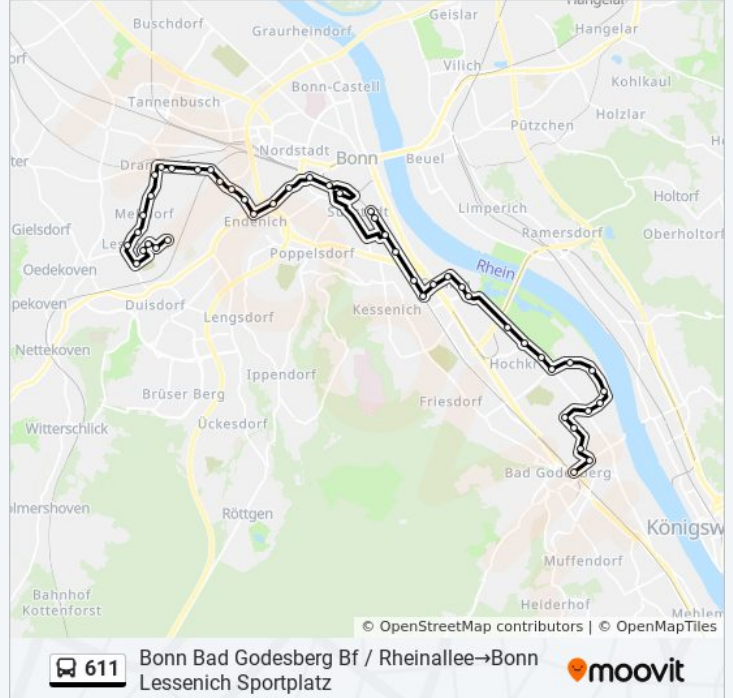 Hangelar
Geislar
Buschdorf
Graurheindorf
Hangelar
Vilich
Bonn-Castell
Kohlkaul
Tannenbusch
Holzlar
Pützchen
Nordstadt
Bonn
Beuel
Holtorf
Limperich
Endenich
Gielsdorf
Ramersdorf
Oberholtorf
Poppelsdorf
Oedekoven
Rhein
Duisdorf
Kessenich
Lengsdorf
Nettekoven
Ippendorf
Brüser Berg
Friesdorf
Ückesdorf
Witterschlick
Bad Godesberg
Röttgen
Königsw
Muffendorf
Bahnhof
Kottenforst
Heiderhof
Mehlem
© OpenStreetMap contributors | © OpenMapTiles
611
Bonn Bad Godesberg Bf / Rheinallee→Bonn
Lessenich Sportplatz
moovit